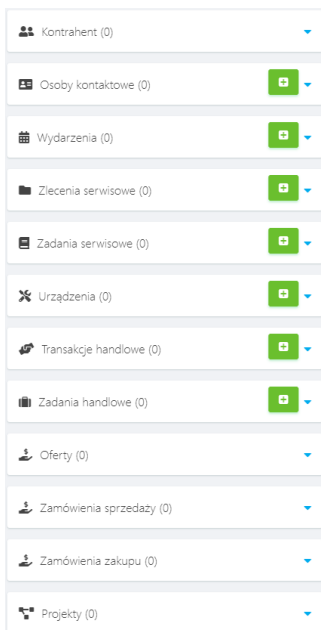 Kontrahent (0)
Osoby kontaktowe (0)
Wydarzenia (0)
Zlecenia serwisowe (0)
Zadania serwisowe (0)
Urządzenia (0)
Transakcje handlowe (0)
Zadania handlowe (0)
Oferty (0)
Zamówienia sprzedaży (0)
Zamówienia zakupu (0)
Projekty (0)